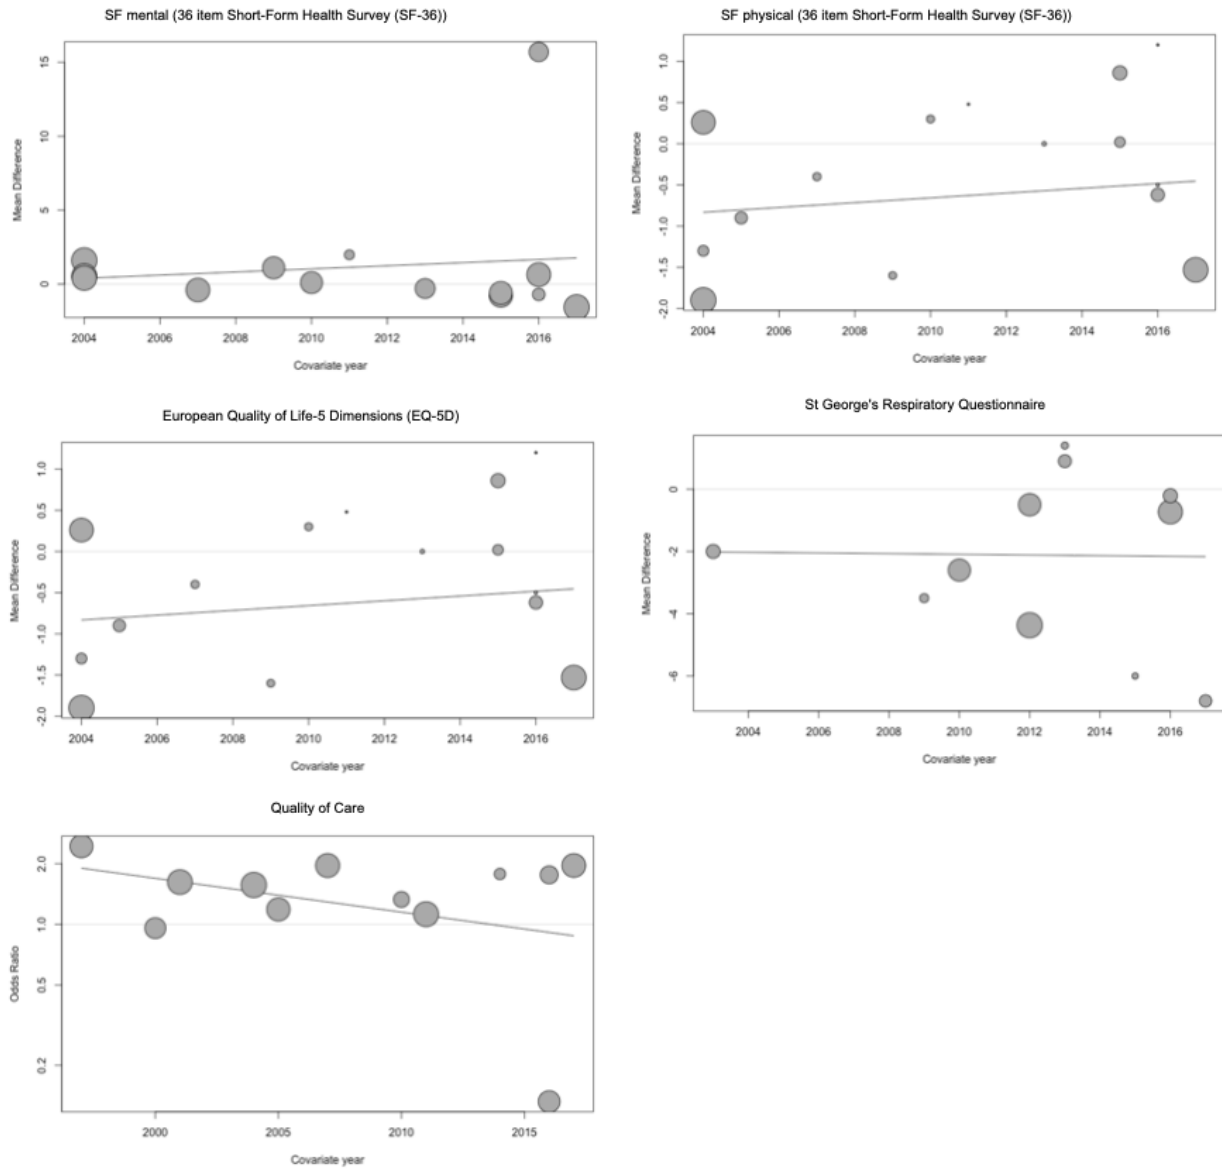 SF mental (36 item Short-Form Health Survey (SF-36))
Mean Difference
15
10
5
0
2004 2006 2008 2010 2012 2014 2016
Covariate year
SF physical (36 item Short-Form Health Survey (SF-36))
Mean Difference
1.0
0.5
0.0
-0.5
-1.0
-1.5
-2.0
2004 2006 2008 2010 2012 2014 2016
Covariate year
European Quality of Life-5 Dimensions (EQ-5D)
Mean Difference
1.0
0.5
0.0
-0.5
-1.0
-1.5
-2.0
2004 2006 2008 2010 2012 2014 2016
Covariate year
St George's Respiratory Questionnaire
Mean Difference
0
-2
-4
-6
2004 2006 2008 2010 2012 2014 2016
Covariate year
Quality of Care
Odds Ratio
2.0
1.0
0.5
0.2
2000 2005 2010 2015
Covariate year